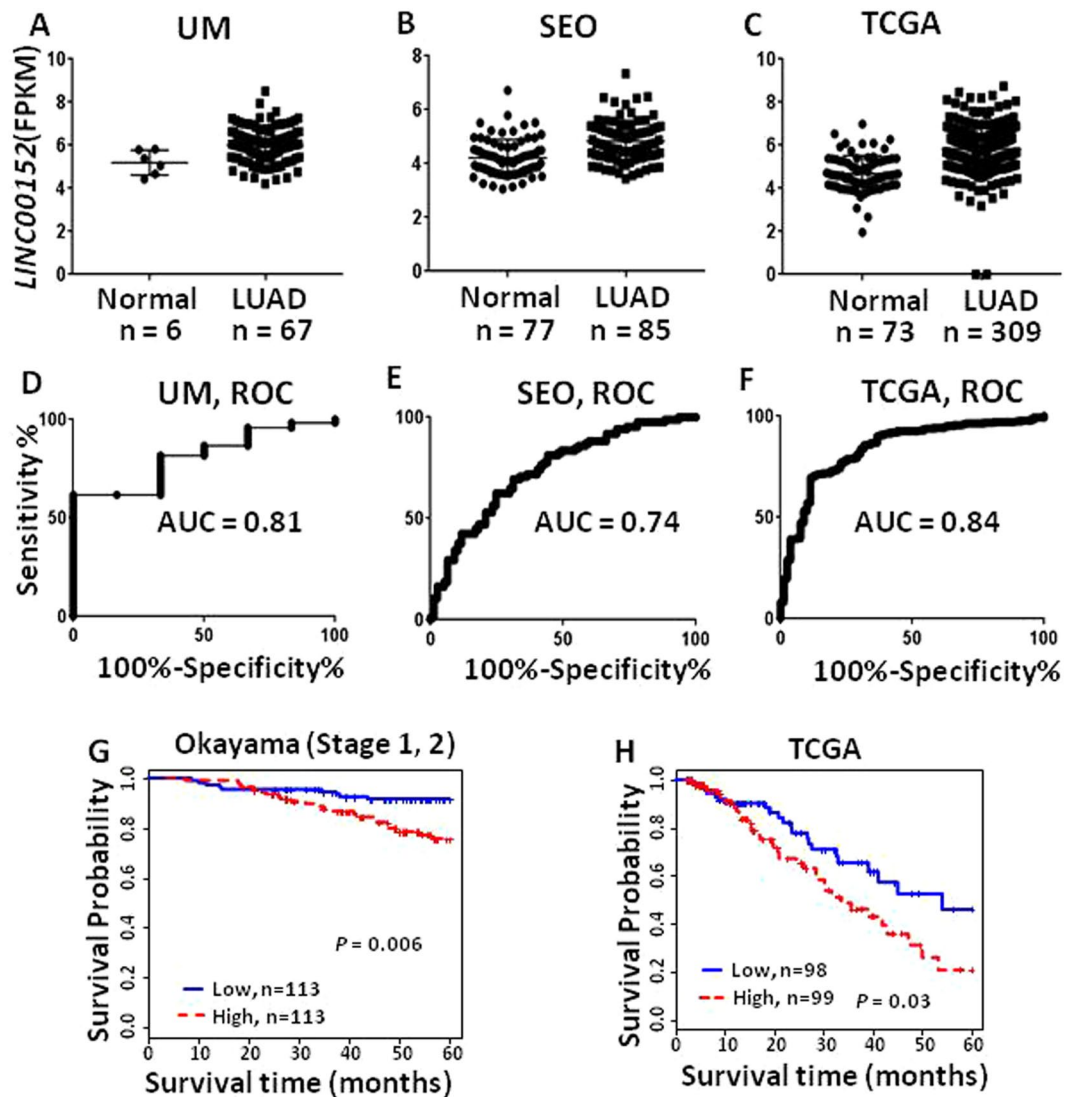 A UM
B SEO
C TCGA
LINC00152(FPKM)
10
8
6
4
2
0
Normal LUAD
n = 6 n = 67
8
6
4
2
0
Normal LUAD
n = 77 n = 85
10
8
6
4
2
0
Normal LUAD
n = 73 n = 309
D UM, ROC
Sensitivity %
100
50
0
AUC = 0.81
0 50 100
100%-Specificity%
E SEO, ROC
100
50
0
AUC = 0.74
0 50 100
100%-Specificity%
F TCGA, ROC
100
50
0
AUC = 0.84
0 50 100
100%-Specificity%
G Okayama (Stage 1, 2)
Survival Probability
1.0
0.8
0.6
0.4
0.2
0.0
P = 0.006
Low, n=113
High, n=113
0 10 20 30 40 50 60
Survival time (months)
H TCGA
Survival Probability
1.0
0.8
0.6
0.4
0.2
0.0
Low, n=98
High, n=99
P = 0.03
0 10 20 30 40 50 60
Survival time (months)